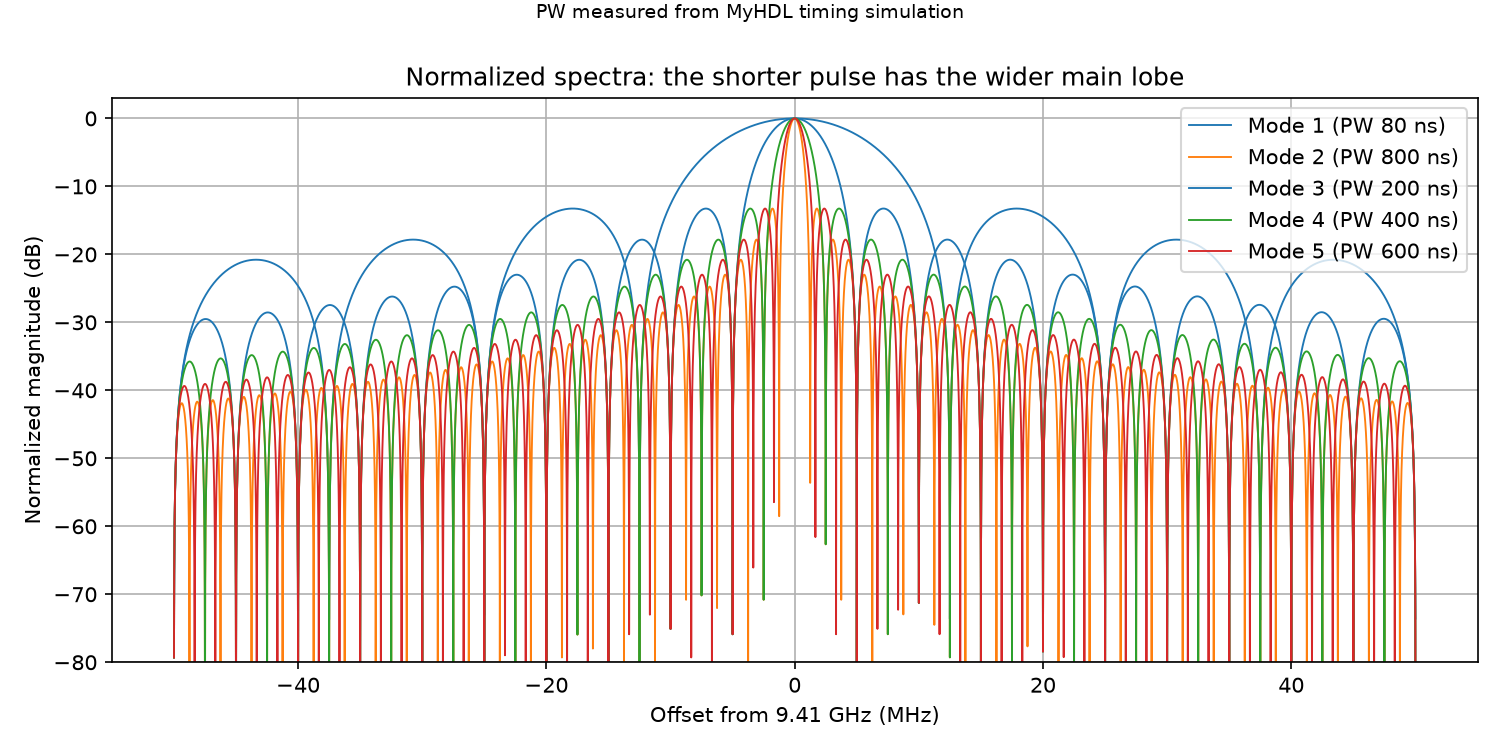 PW measured from MyHDL timing simulation
Normalized spectra: the shorter pulse has the wider main lobe
Mode 1 (PW 80 ns)
Mode 2 (PW 800 ns)
Mode 3 (PW 200 ns)
Mode 4 (PW 400 ns)
Mode 5 (PW 600 ns)
Normalized magnitude (dB)
0
−10
−20
−30
−40
−50
−60
−70
−80
−40
−20
0
20
40
Offset from 9.41 GHz (MHz)